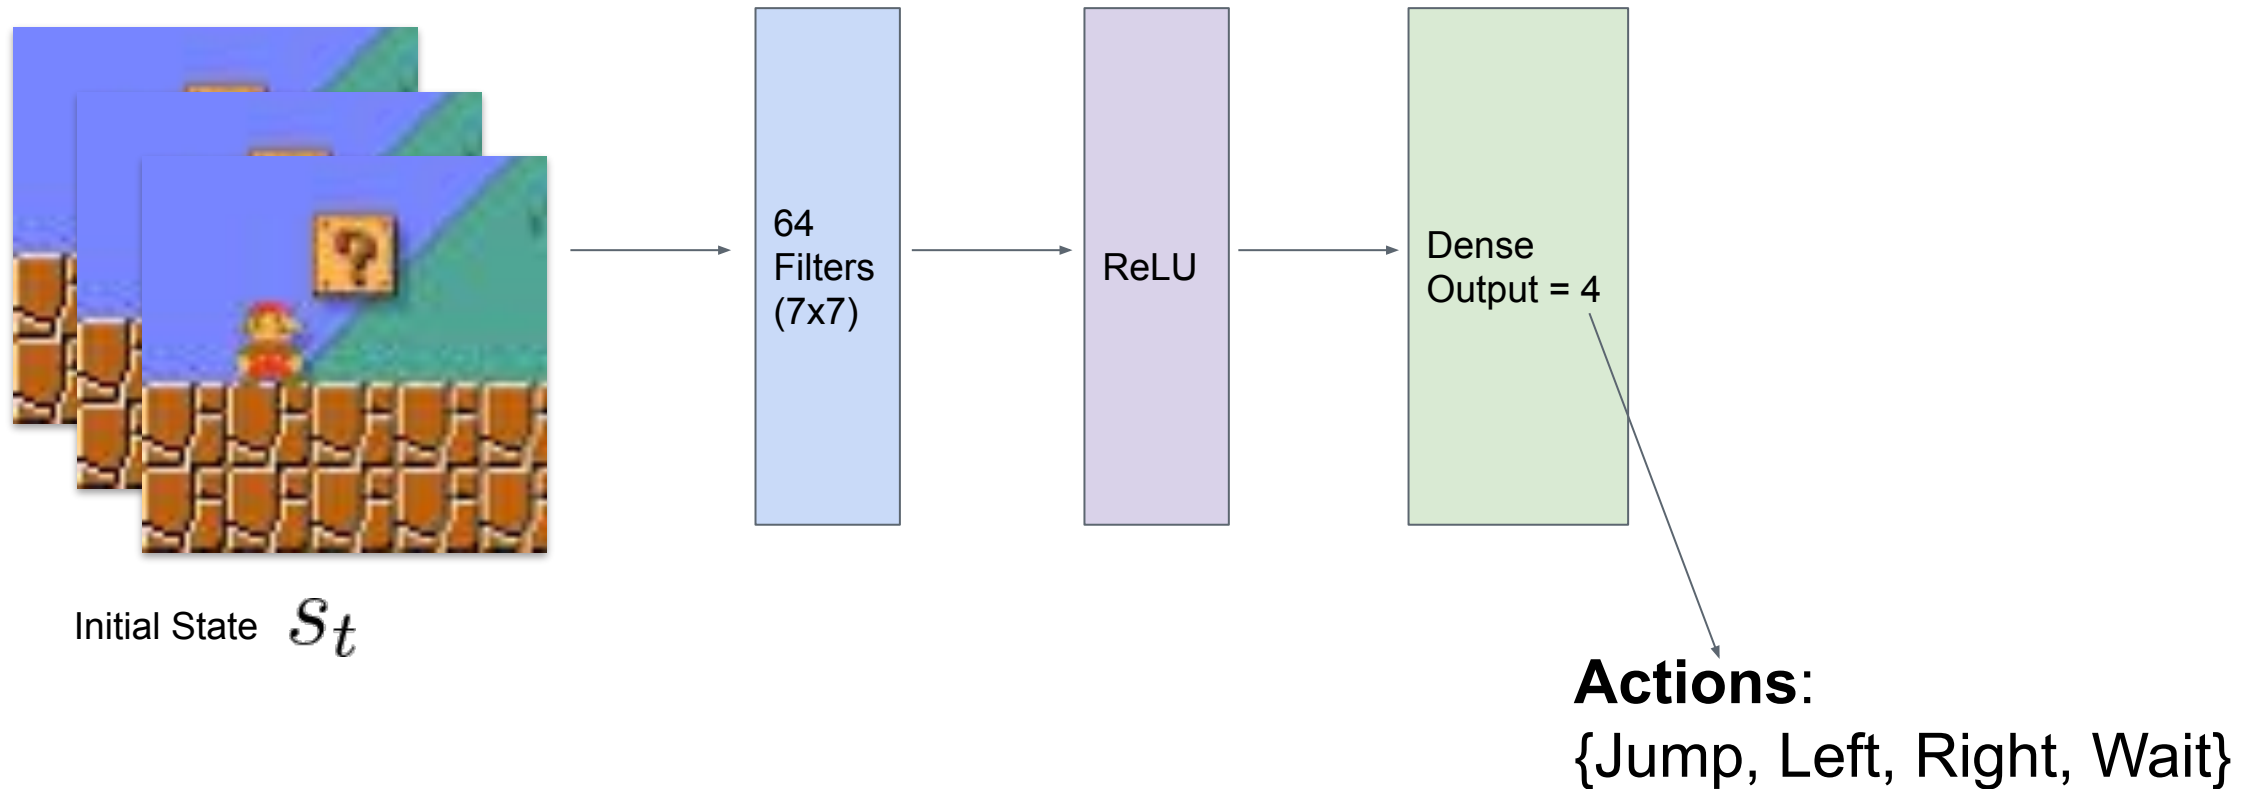 ?
64
Filters
(7x7)
ReLU
Dense
Output = 4
Initial State s_t
Actions:
{Jump, Left, Right, Wait}